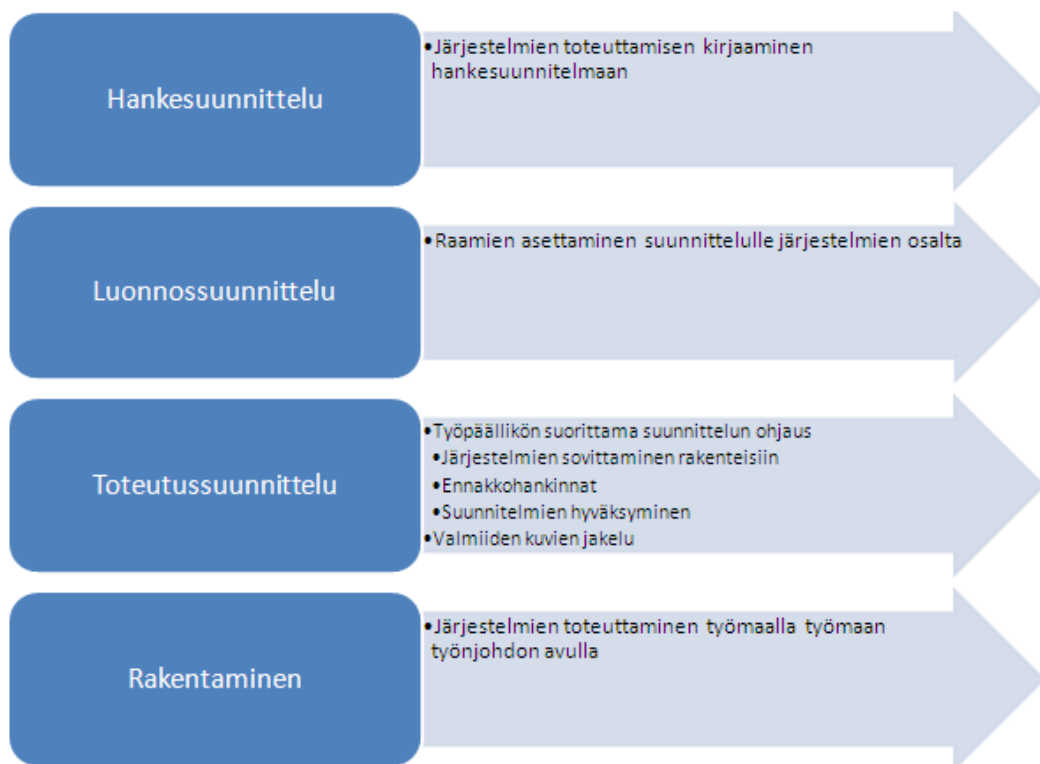 Hankesuunnittelu
•Järjestelmien toteuttamisen kirjaaminen
hankesuunnitelmaan
Luonnossuunnittelu
•Raamien asettaminen suunnittelulle järjestelmien osalta
Toteutussuunnittelu
•Työpäällikön suorittama suunnittelun ohjaus
•Järjestelmien sovittaminen rakenteisiin
•Ennakkohankinnat
•Suunnitelmien hyväksyminen
•Valmiiden kuvien jakelu
Rakentaminen
•Järjestelmien toteuttaminen työmaalla työmaan
työnjohdon avulla